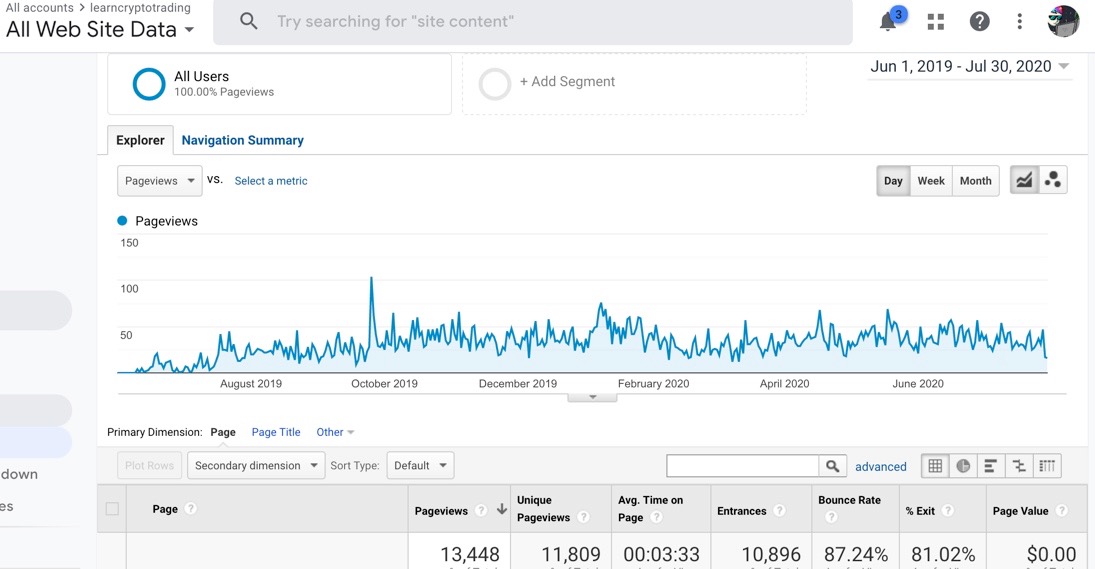 All accounts > learncryptotrading
All Web Site Data
Try searching for "site content"
3
All Users
100.00% Pageviews
+ Add Segment
Jun 1, 2019 - Jul 30, 2020
Explorer
Navigation Summary
Pageviews
VS.
Select a metric
Day
Week
Month
Pageviews
150
100
50
August 2019
October 2019
December 2019
February 2020
April 2020
June 2020
Primary Dimension:
Page
Page Title
Other
down
Plot Rows
Secondary dimension
Sort Type:
Default
advanced
es
Page
Pageviews
Unique
Pageviews
Avg. Time on
Page
Entrances
Bounce Rate
% Exit
Page Value
13,448
11,809
00:03:33
10,896
87.24%
81.02%
$0.00